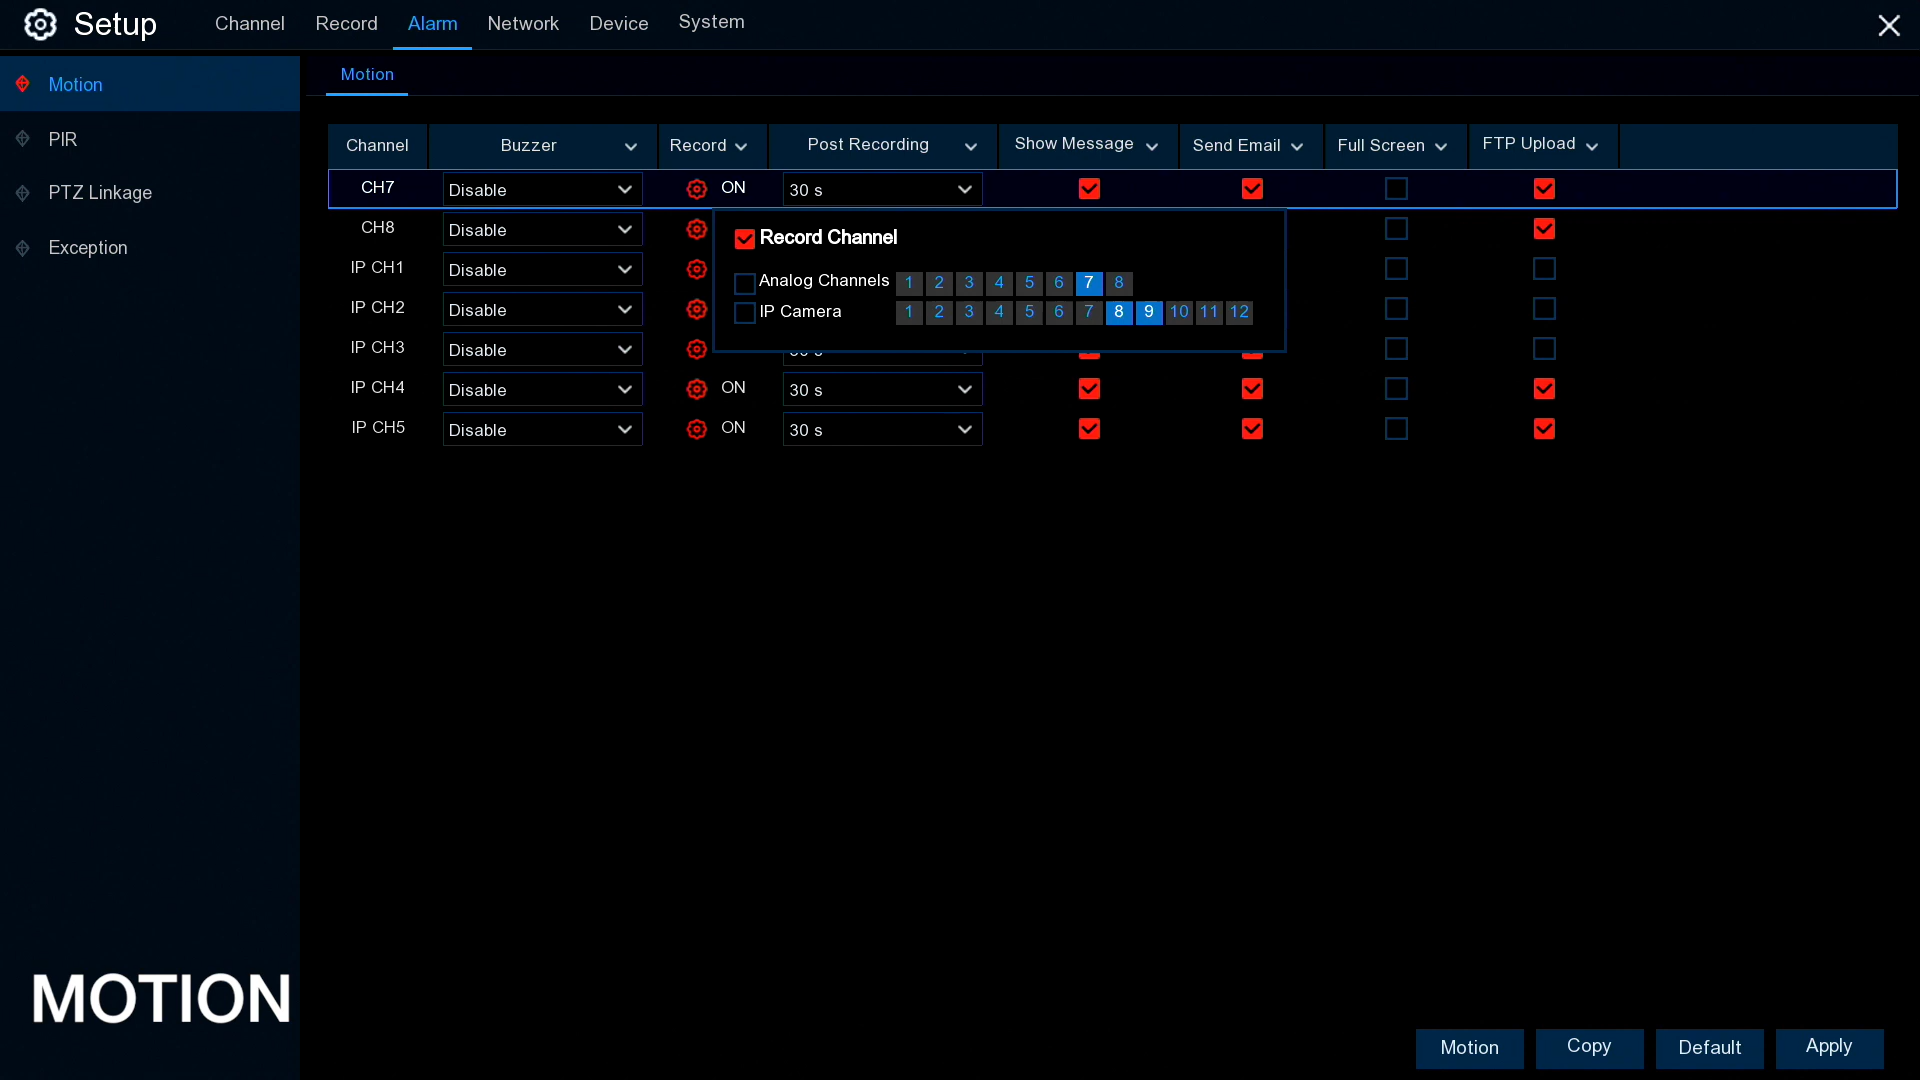 Setup Channel Record Alarm Network Device System
Motion
Motion
PIR
PTZ Linkage
Exception
Channel Buzzer Record Post Recording Show Message Send Email Full Screen FTP Upload
CH7 Disable ON 30 s
CH8 Disable
IP CH1 Disable
IP CH2 Disable
IP CH3 Disable
IP CH4 Disable ON 30 s
IP CH5 Disable ON 30 s
Record Channel
Analog Channels 1 2 3 4 5 6 7 8
IP Camera 1 2 3 4 5 6 7 8 9 10 11 12
MOTION
Motion Copy Default Apply